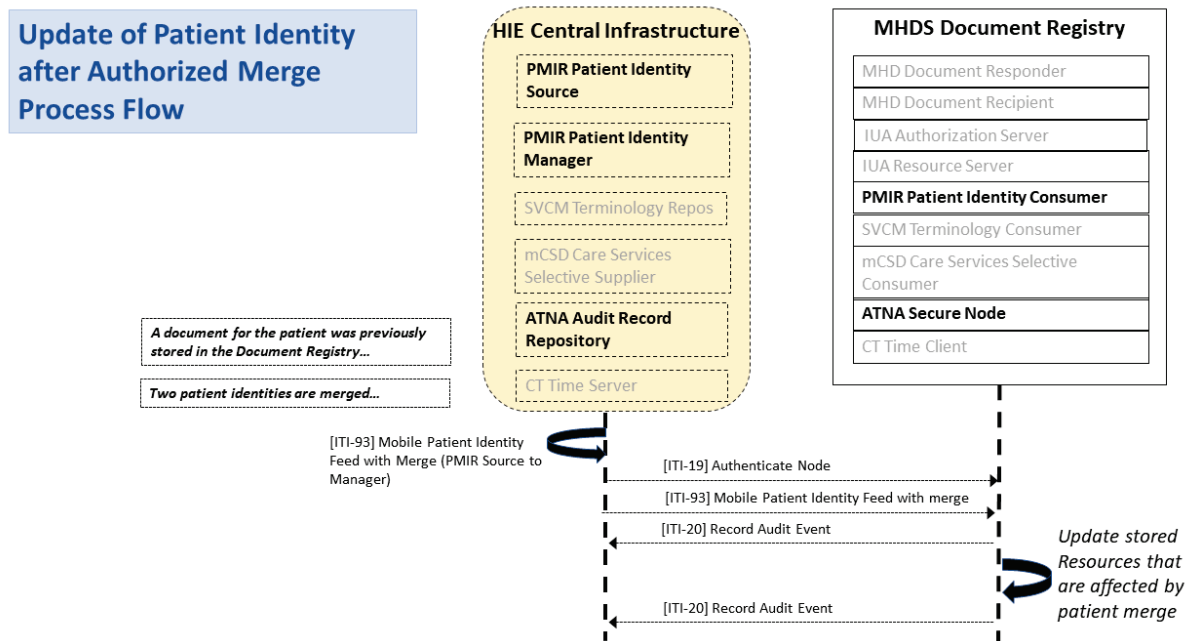 Update of Patient Identity
after Authorized Merge
Process Flow
HIE Central Infrastructure
PMIR Patient Identity
Source
PMIR Patient Identity
Manager
SVCM Terminology Repos
mCSD Care Services
Selective Supplier
ATNA Audit Record
Repository
CT Time Server
MHDS Document Registry
MHD Document Responder
MHD Document Recipient
IUA Authorization Server
IUA Resource Server
PMIR Patient Identity Consumer
SVCM Terminology Consumer
mCSD Care Services Selective
Consumer
ATNA Secure Node
CT Time Client
A document for the patient was previously
stored in the Document Registry...
Two patient identities are merged...
[ITI-93] Mobile Patient Identity
Feed with Merge (PMIR Source to
Manager)
[ITI-19] Authenticate Node
[ITI-93] Mobile Patient Identity Feed with merge
[ITI-20] Record Audit Event
Update stored
Resources that
are affected by
patient merge
[ITI-20] Record Audit Event